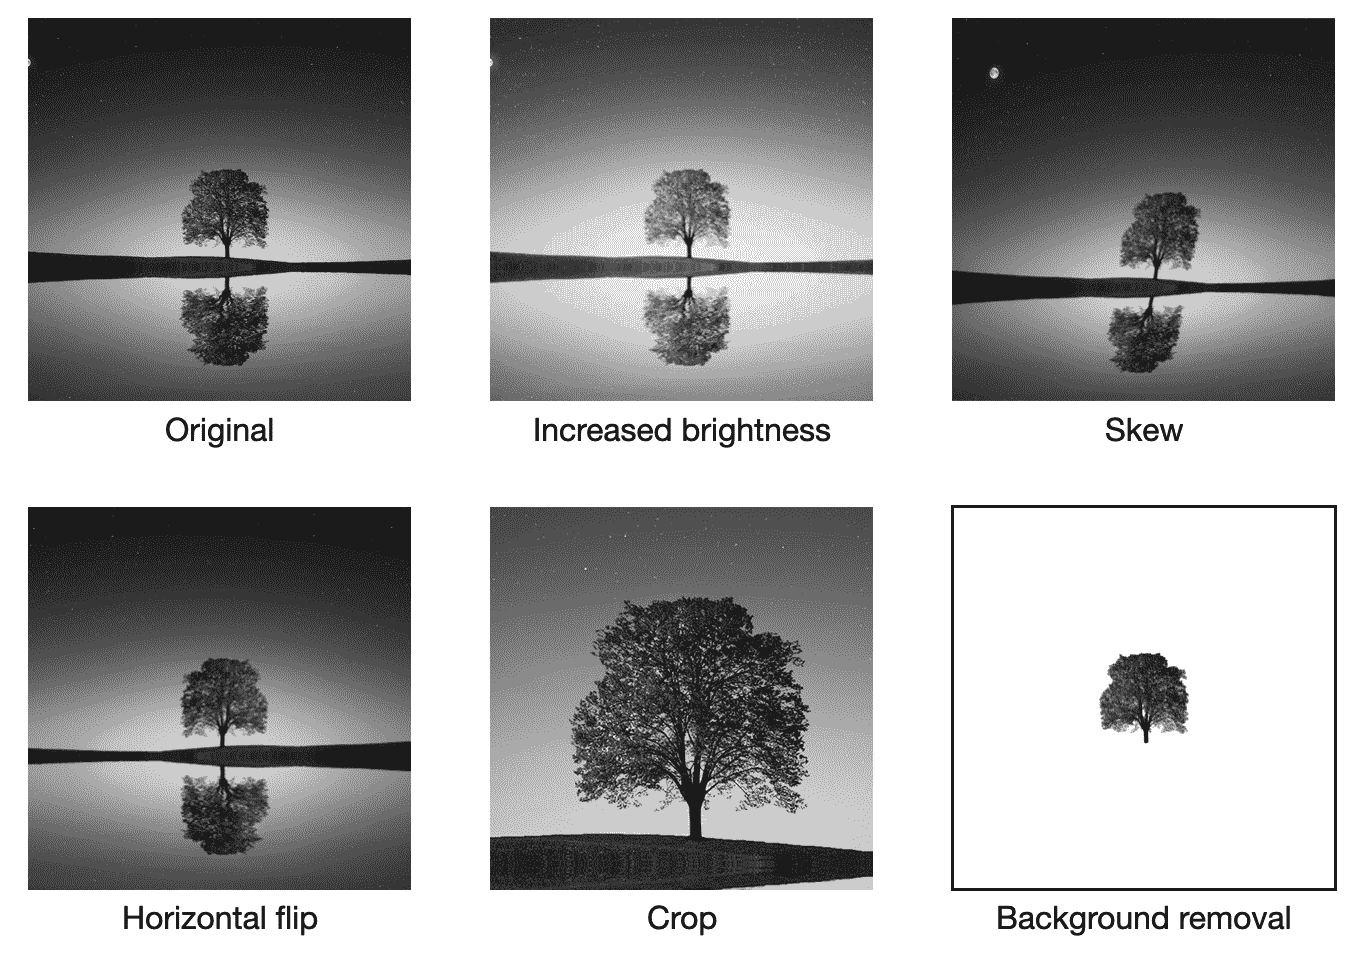 Original
Increased brightness
Skew
Horizontal flip
Crop
Background removal